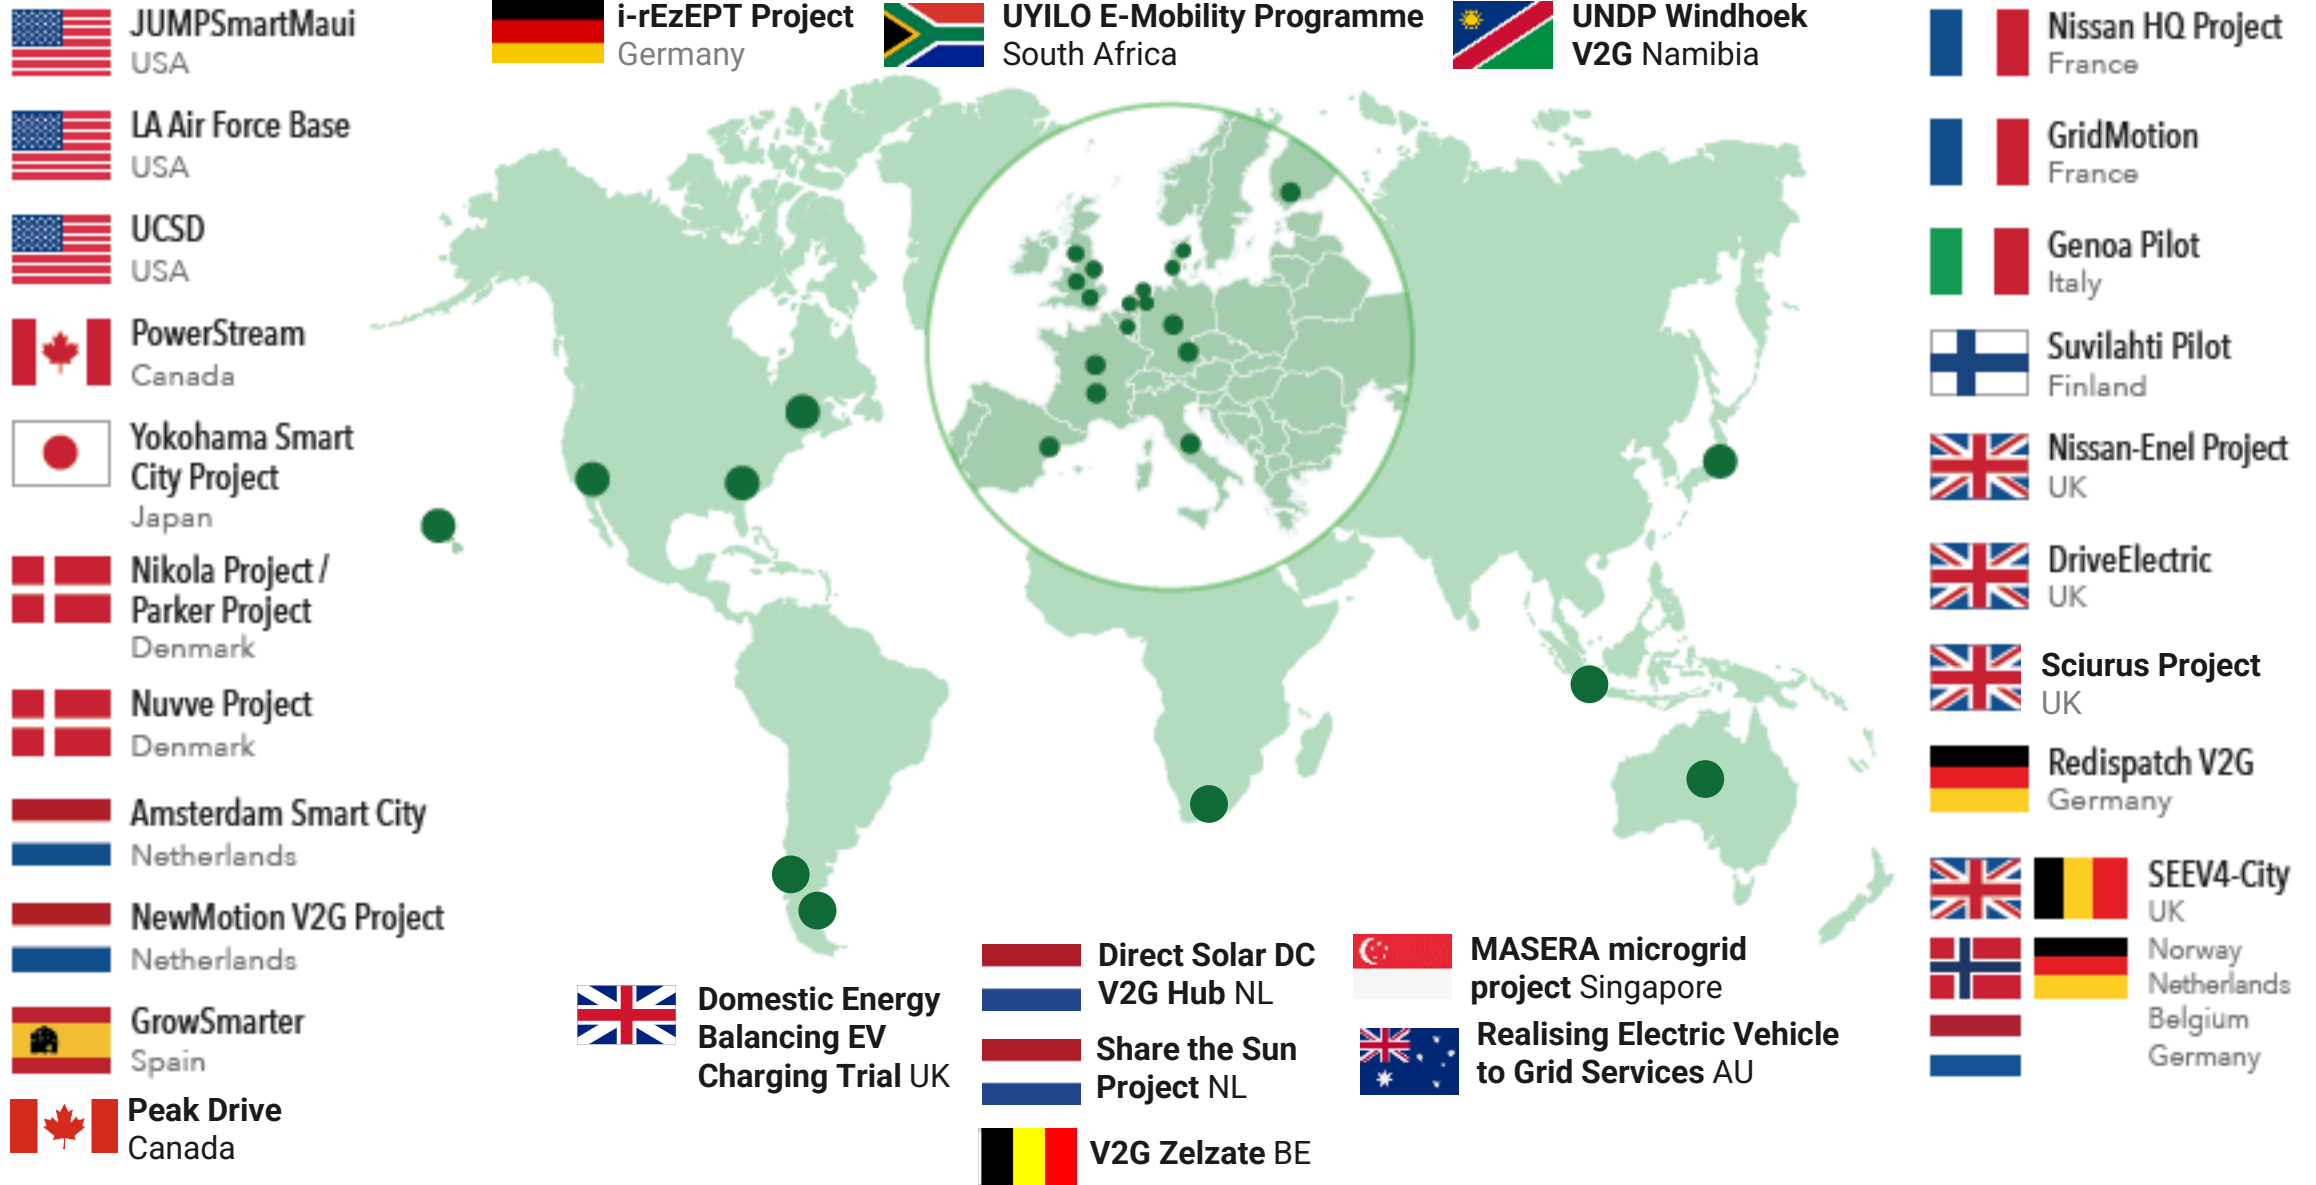 JUMPSmartMaui
USA
LA Air Force Base
USA
UCSD
USA
PowerStream
Canada
Yokohama Smart
City Project
Japan
Nikola Project /
Parker Project
Denmark
Nuvve Project
Denmark
Amsterdam Smart City
Netherlands
NewMotion V2G Project
Netherlands
GrowSmarter
Spain
Peak Drive
Canada
i-rEzEPT Project
Germany
UYILO E-Mobility Programme
South Africa
UNDP Windhoek
V2G Namibia
Domestic Energy
Balancing EV
Charging Trial UK
Direct Solar DC
V2G Hub NL
Share the Sun
Project NL
V2G Zelzate BE
MASERA microgrid
project Singapore
Realising Electric Vehicle
to Grid Services AU
Nissan HQ Project
France
GridMotion
France
Genoa Pilot
Italy
Suvilahti Pilot
Finland
Nissan-Enel Project
UK
DriveElectric
UK
Sciurus Project
UK
Redispatch V2G
Germany
SEEV4-City
UK
Norway
Netherlands
Belgium
Germany